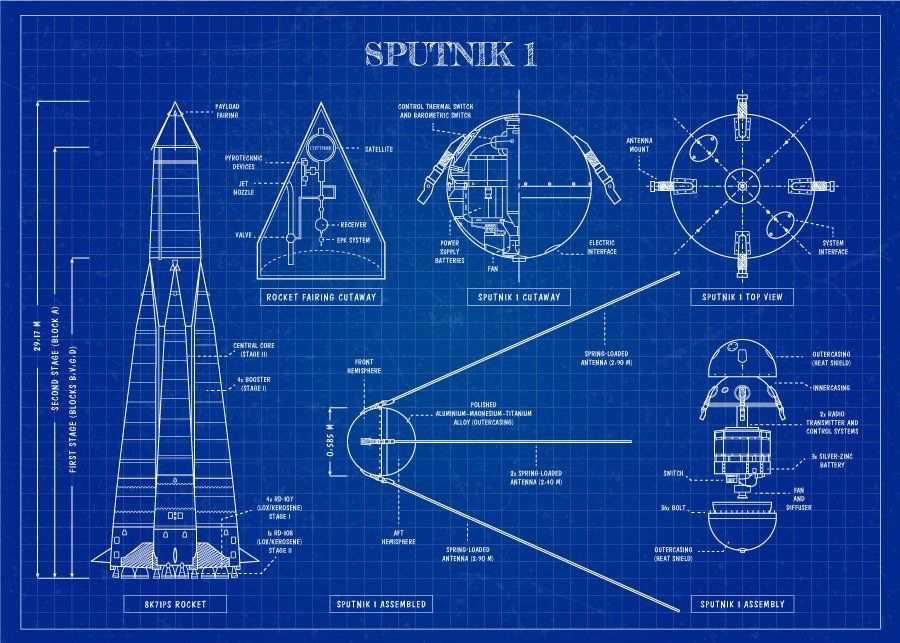 SPUTNIK 1
PAYLOAD
FAIRING
29.17 M
SECOND STAGE (BLOCK A)
FIRST STAGE (BLOCKS B;V;G;D)
CENTRAL CORE
(STAGE II)
4x BOOSTER
(STAGE I)
4x RD-107
(LOX/KEROSENE)
STAGE I
1x RD-108
(LOX/KEROSENE)
STAGE II
8K71PS ROCKET
PYROTECHNIC
DEVICES
JET
NOZZLE
VALVE
SPUTNIK
SATELLITE
RECEIVER
EPK SYSTEM
ROCKET FAIRING CUTAWAY
CONTROL THERMAL SWITCH
AND BAROMETRIC SWITCH
POWER
SUPPLY
BATTERIES
FAN
ELECTRIC
INTERFACE
SPUTNIK 1 CUTAWAY
ANTENNA
MOUNT
SYSTEM
INTERFACE
SPUTNIK 1 TOP VIEW
FRONT
HEMISPHERE
0.585 M
POLISHED
ALUMINIUM-MAGNESIUM-TITANIUM
ALLOY (OUTERCASING)
SPRING-LOADED
ANTENNA (2.90 M)
2x SPRING-LOADED
ANTENNA (2.40 M)
AFT
HEMISPHERE
SPRING-LOADED
ANTENNA (2.90 M)
SPUTNIK 1 ASSEMBLED
OUTERCASING
(HEAT SHIELD)
INNERCASING
2x RADIO
TRANSMITTER AND
CONTROL SYSTEMS
3x SILVER-ZINC
BATTERY
SWITCH
FAN
AND
DIFFUSER
36x BOLT
OUTERCASING
(HEAT SHIELD)
SPUTNIK 1 ASSEMBLY